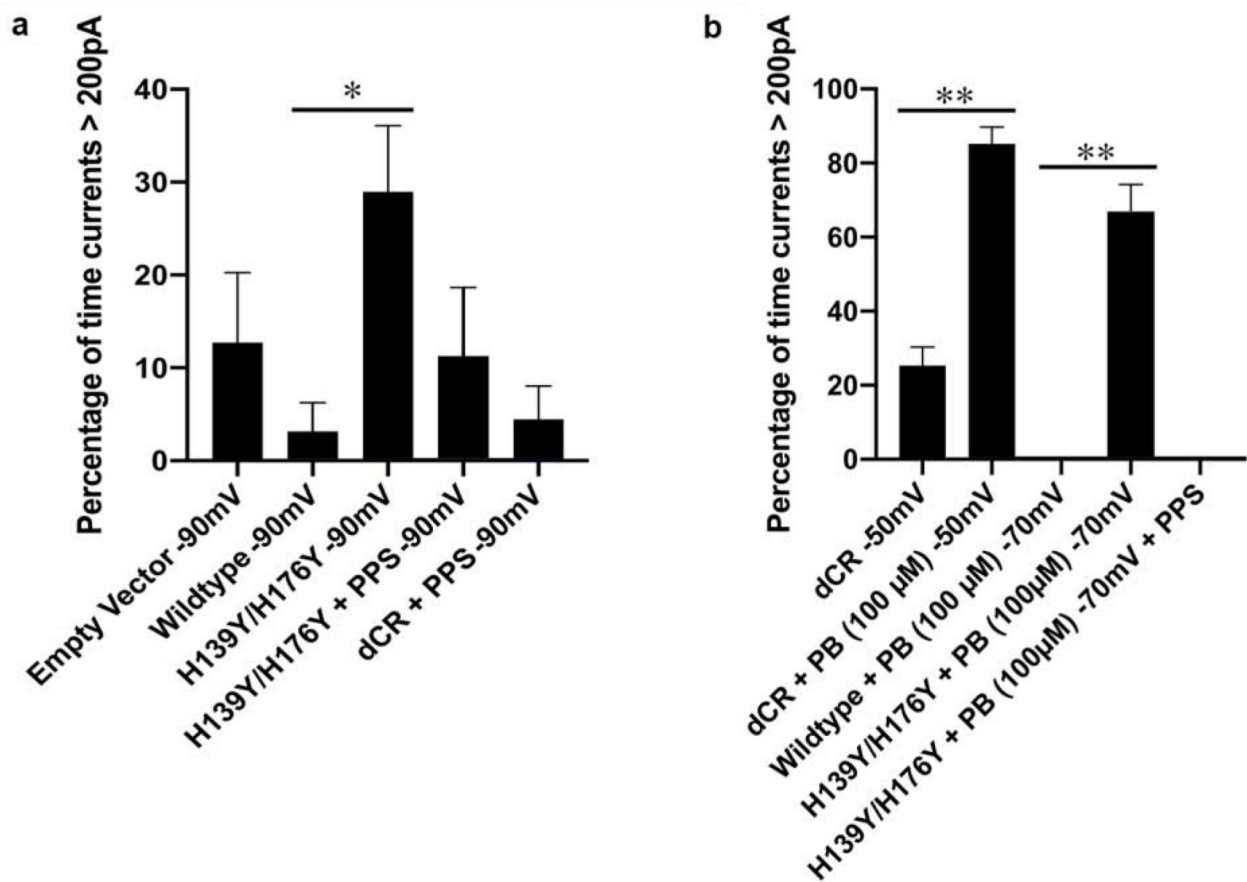 a
Percentage of time currents > 200pA
40
30
20
10
0
*
Empty Vector -90mV
Wildtype -90mV
H139Y/H176Y -90mV
H139Y/H176Y + PPS -90mV
dCR + PPS -90mV
b
Percentage of time currents > 200pA
100
80
60
40
20
0
**
**
dCR -50mV
dCR + PB (100 µM) -50mV
Wildtype + PB (100 µM) -70mV
H139Y/H176Y + PB (100µM) -70mV
H139Y/H176Y + PB (100µM) -70mV + PPS